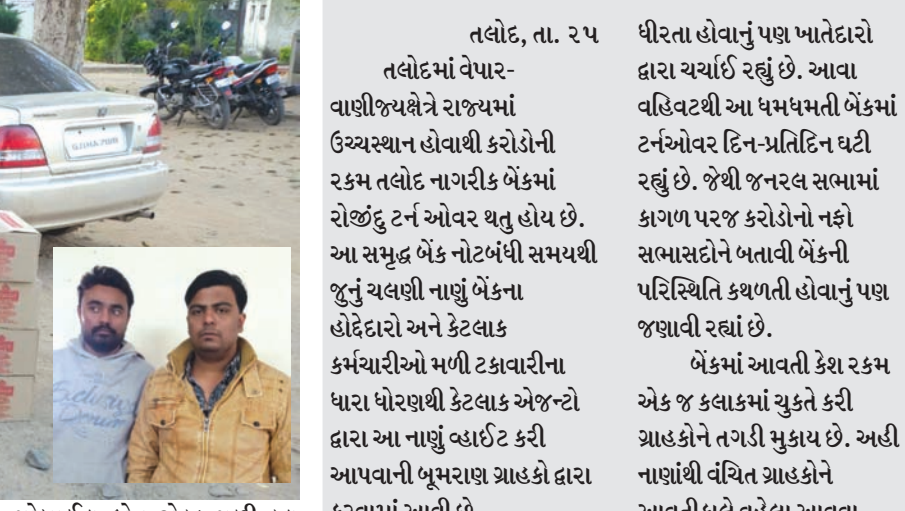 તલોદ, તા. ૨૫
તલોદમાં વેપાર-
વાણીજ્યક્ષેત્રે રાજ્યમાં
ઉચ્ચસ્થાન હોવાથી કરોડોની
રકમ તલોદ નાગરીક બેંકમાં
રોજીંદુ ટર્ન ઓવર થતુ હોય છે.
આ સમૃદ્ધ બેંક નોટબંધી સમયથી
જુનું ચલણી નાણું બેંકના
હોદ્દેદારો અને કેટલાક
કર્મચારીઓ મળી ટકાવારીના
ધારા ધોરણથી કેટલાક એજન્ટો
દ્વારા આ નાણું વ્હાઈટ કરી
આપવાની બૂમરાણ ગ્રાહકો દ્વારા
ધીરતા હોવાનું પણ ખાતેદારો
દ્વારા ચર્ચાઈ રહ્યું છે. આવા
વહિવટથી આ ધમધમતી બેંકમાં
ટર્નઓવર દિન-પ્રતિદિન ઘટી
રહ્યું છે. જેથી જનરલ સભામાં
કાગળ પરજ કરોડોનો નફો
સભાસદોને બતાવી બેંકની
પરિસ્થિતિ કથળતી હોવાનું પણ
જણાવી રહ્યાં છે.
બેંકમાં આવતી કેશ રકમ
એક જ કલાકમાં ચુકતે કરી
ગ્રાહકોને તગડી મુકાય છે. અહી
નાણાંથી વંચિત ગ્રાહકોને